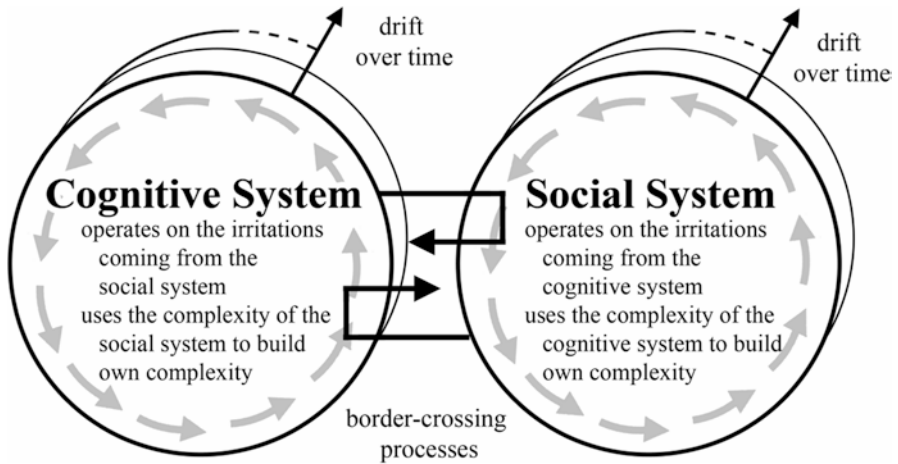 drift
over time
drift
over time
Cognitive System
operates on the irritations
coming from the
social system
uses the complexity of the
social system to build
own complexity
Social System
operates on the irritations
coming from the
cognitive system
uses the complexity of the
cognitive system to build
own complexity
border-crossing
processes